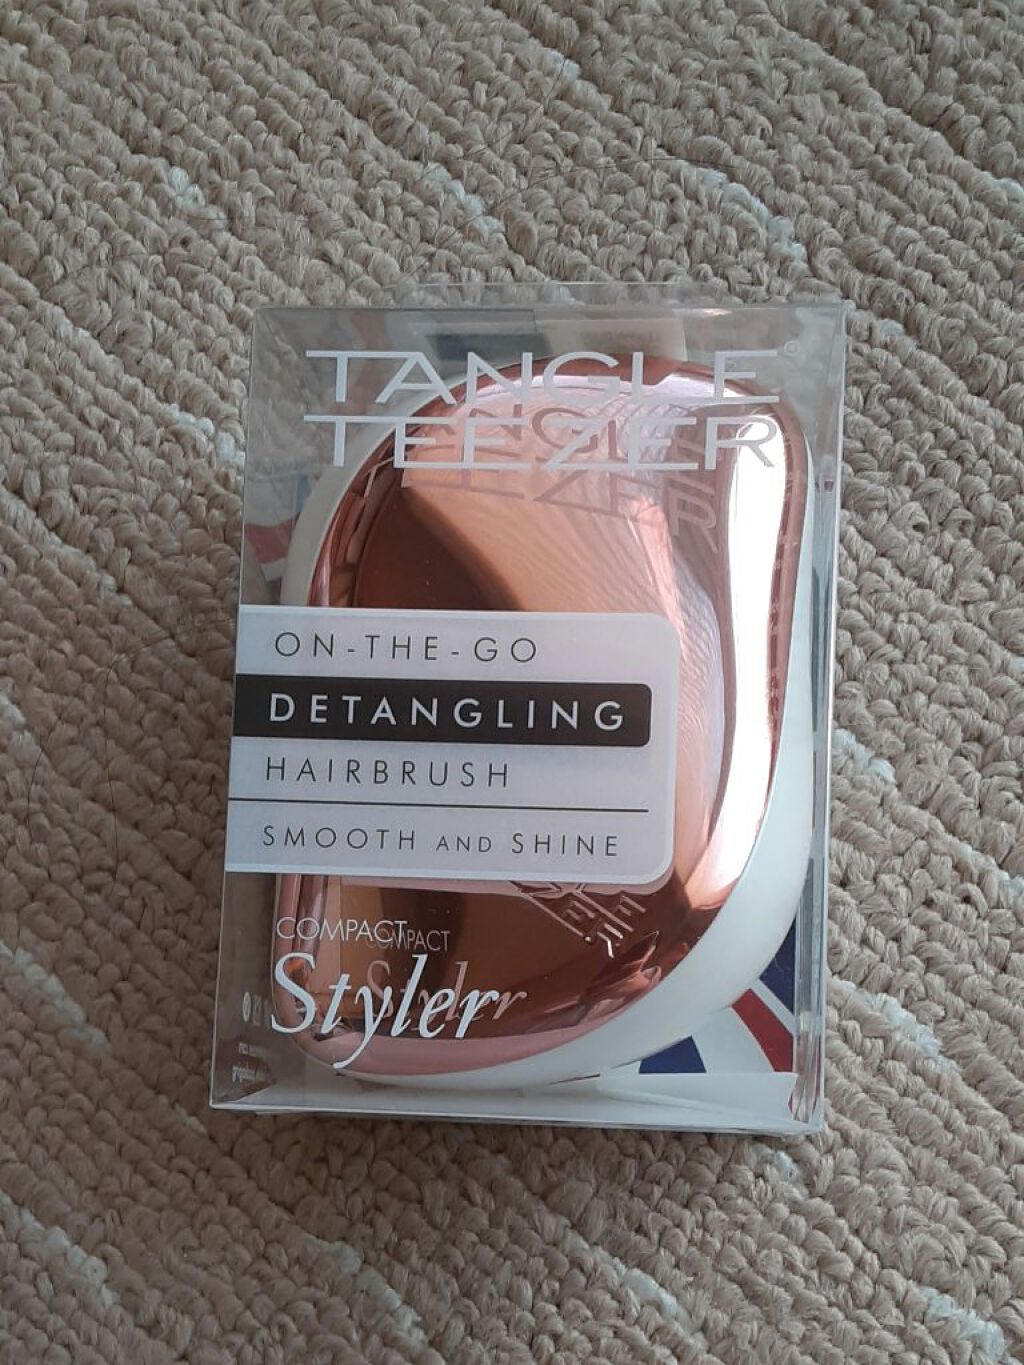 TANGLE
TEEZER
ON-THE-GO
DETANGLING
HAIRBRUSH
SMOOTH AND SHINE
COMPACT
Styler